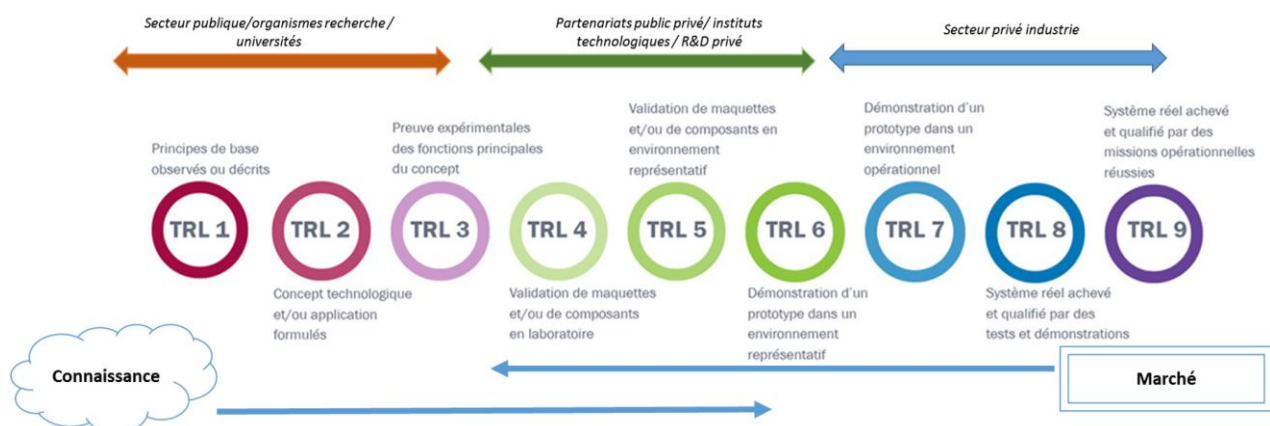 Secteur publique/organismes recherche /
universités
Partenariats public privé/ instituts
technologiques / R&D privé
Secteur privé industrie
Principes de base
observés ou décrits
Preuve expérimentales
des fonctions principales
du concept
Validation de maquettes
et/ou de composants en
environnement
représentatif
Démonstration d'un
prototype dans un
environnement
opérationnel
Système réel achevé
et qualifié par des
missions opérationnelles
réussies
TRL 1
TRL 2
TRL 3
TRL 4
TRL 5
TRL 6
TRL 7
TRL 8
TRL 9
Concept technologique
et/ou application
formulés
Validation de maquettes
et/ou de composants
en laboratoire
Démonstration d'un
prototype dans un
environnement
représentatif
Système réel achevé
et qualifié par des
tests et démonstrations
Connaissance
Marché